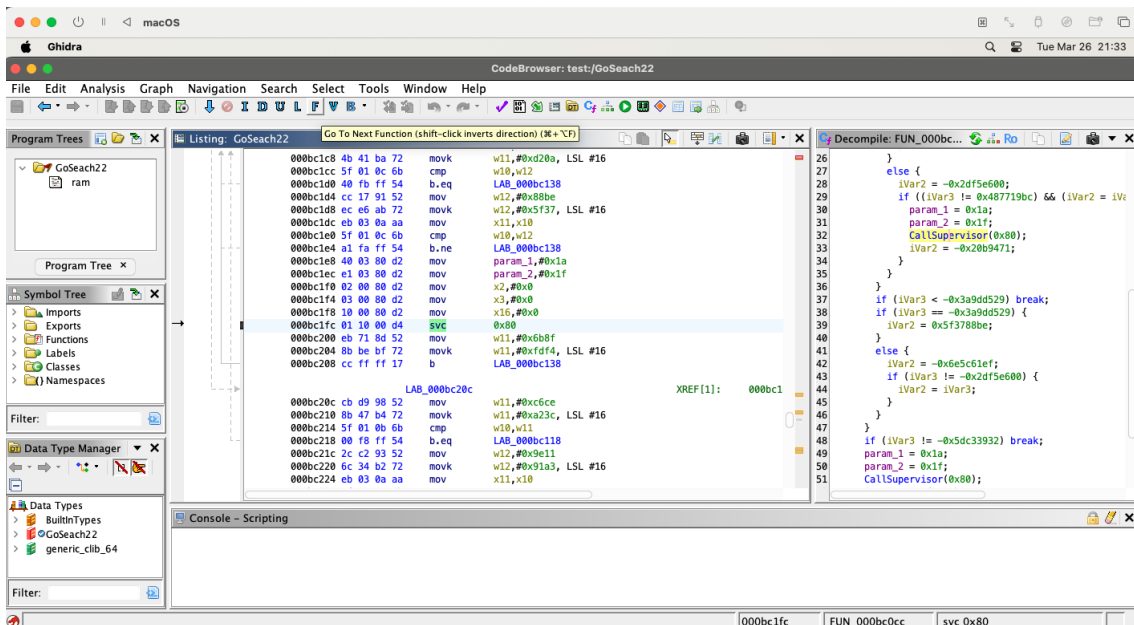 macOS
Ghidra
Tue Mar 26 21:33
CodeBrowser: test:/GoSeach22
File Edit Analysis Graph Navigation Search Select Tools Window Help
I D U L F V B
Go To Next Function (shift-click inverts direction) (⌘+⌥F)
Program Trees
GoSeach22
ram
Program Tree ×
Symbol Tree
Imports
Exports
Functions
Labels
Classes
Namespaces
Filter:
Data Type Manager
Data Types
BuiltInTypes
GoSeach22
generic_clib_64
Filter:
Listing: GoSeach22
000bc1c8 4b 41 ba 72 movk w11,#0xd20a, LSL #16
000bc1cc 5f 01 0c 6b cmp w10,w12
000bc1d0 40 fb ff 54 b.eq LAB_000bc138
000bc1d4 cc 17 91 52 mov w12,#0x88be
000bc1d8 ec e6 ab 72 movk w12,#0x5f37, LSL #16
000bc1dc eb 03 0a aa mov x11,x10
000bc1e0 5f 01 0c 6b cmp w10,w12
000bc1e4 a1 fa ff 54 b.ne LAB_000bc138
000bc1e8 40 03 80 d2 mov param_1,#0x1a
000bc1ec e1 03 80 d2 mov param_2,#0x1f
000bc1f0 02 00 80 d2 mov x2,#0x0
000bc1f4 03 00 80 d2 mov x3,#0x0
000bc1f8 10 00 80 d2 mov x16,#0x0
000bc1fc 01 10 00 d4 svc 0x80
000bc200 eb 71 8d 52 mov w11,#0x6b8f
000bc204 8b be bf 72 movk w11,#0xfdf4, LSL #16
000bc208 cc ff ff 17 b LAB_000bc138
LAB_000bc20c XREF[1]: 000bc1
000bc20c cb d9 98 52 mov w11,#0xc6ce
000bc210 8b 47 b4 72 movk w11,#0xa23c, LSL #16
000bc214 5f 01 0b 6b cmp w10,w11
000bc218 00 f8 ff 54 b.eq LAB_000bc118
000bc21c 2c c2 93 52 mov w12,#0x9e11
000bc220 6c 34 b2 72 movk w12,#0x91a3, LSL #16
000bc224 eb 03 0a aa mov x11,x10
Decompile: FUN_000bc... Ro
26 }
27 else {
28 iVar2 = -0x2df5e600;
29 if ((iVar3 != 0x487719bc) && (iVar2 = iVa
30 param_1 = 0x1a;
31 param_2 = 0x1f;
32 CallSupervisor(0x80);
33 iVar2 = -0x20b9471;
34 }
35 }
36 }
37 if (iVar3 < -0x3a9dd529) break;
38 if (iVar3 == -0x3a9dd529) {
39 iVar2 = 0x5f3788be;
40 }
41 else {
42 iVar2 = -0x6e5c61ef;
43 if (iVar3 != -0x2df5e600) {
44 iVar2 = iVar3;
45 }
46 }
47 }
48 if (iVar3 != -0x5dc33932) break;
49 param_1 = 0x1a;
50 param_2 = 0x1f;
51 CallSupervisor(0x80);
Console - Scripting
000bc1fc FUN_000bc0cc svc 0x80